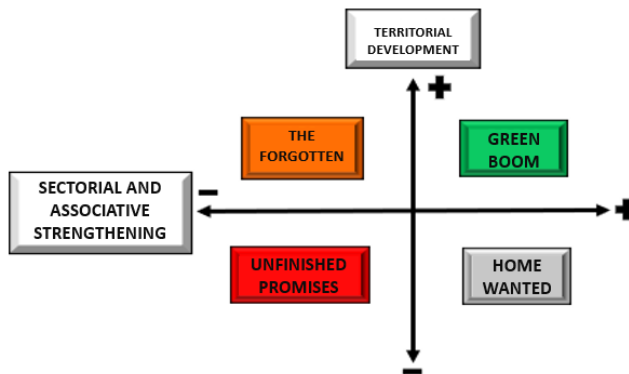 TERRITORIAL
DEVELOPMENT
+
THE
FORGOTTEN
GREEN
BOOM
SECTORIAL AND
ASSOCIATIVE
STRENGTHENING
-
+
UNFINISHED
PROMISES
HOME
WANTED
-